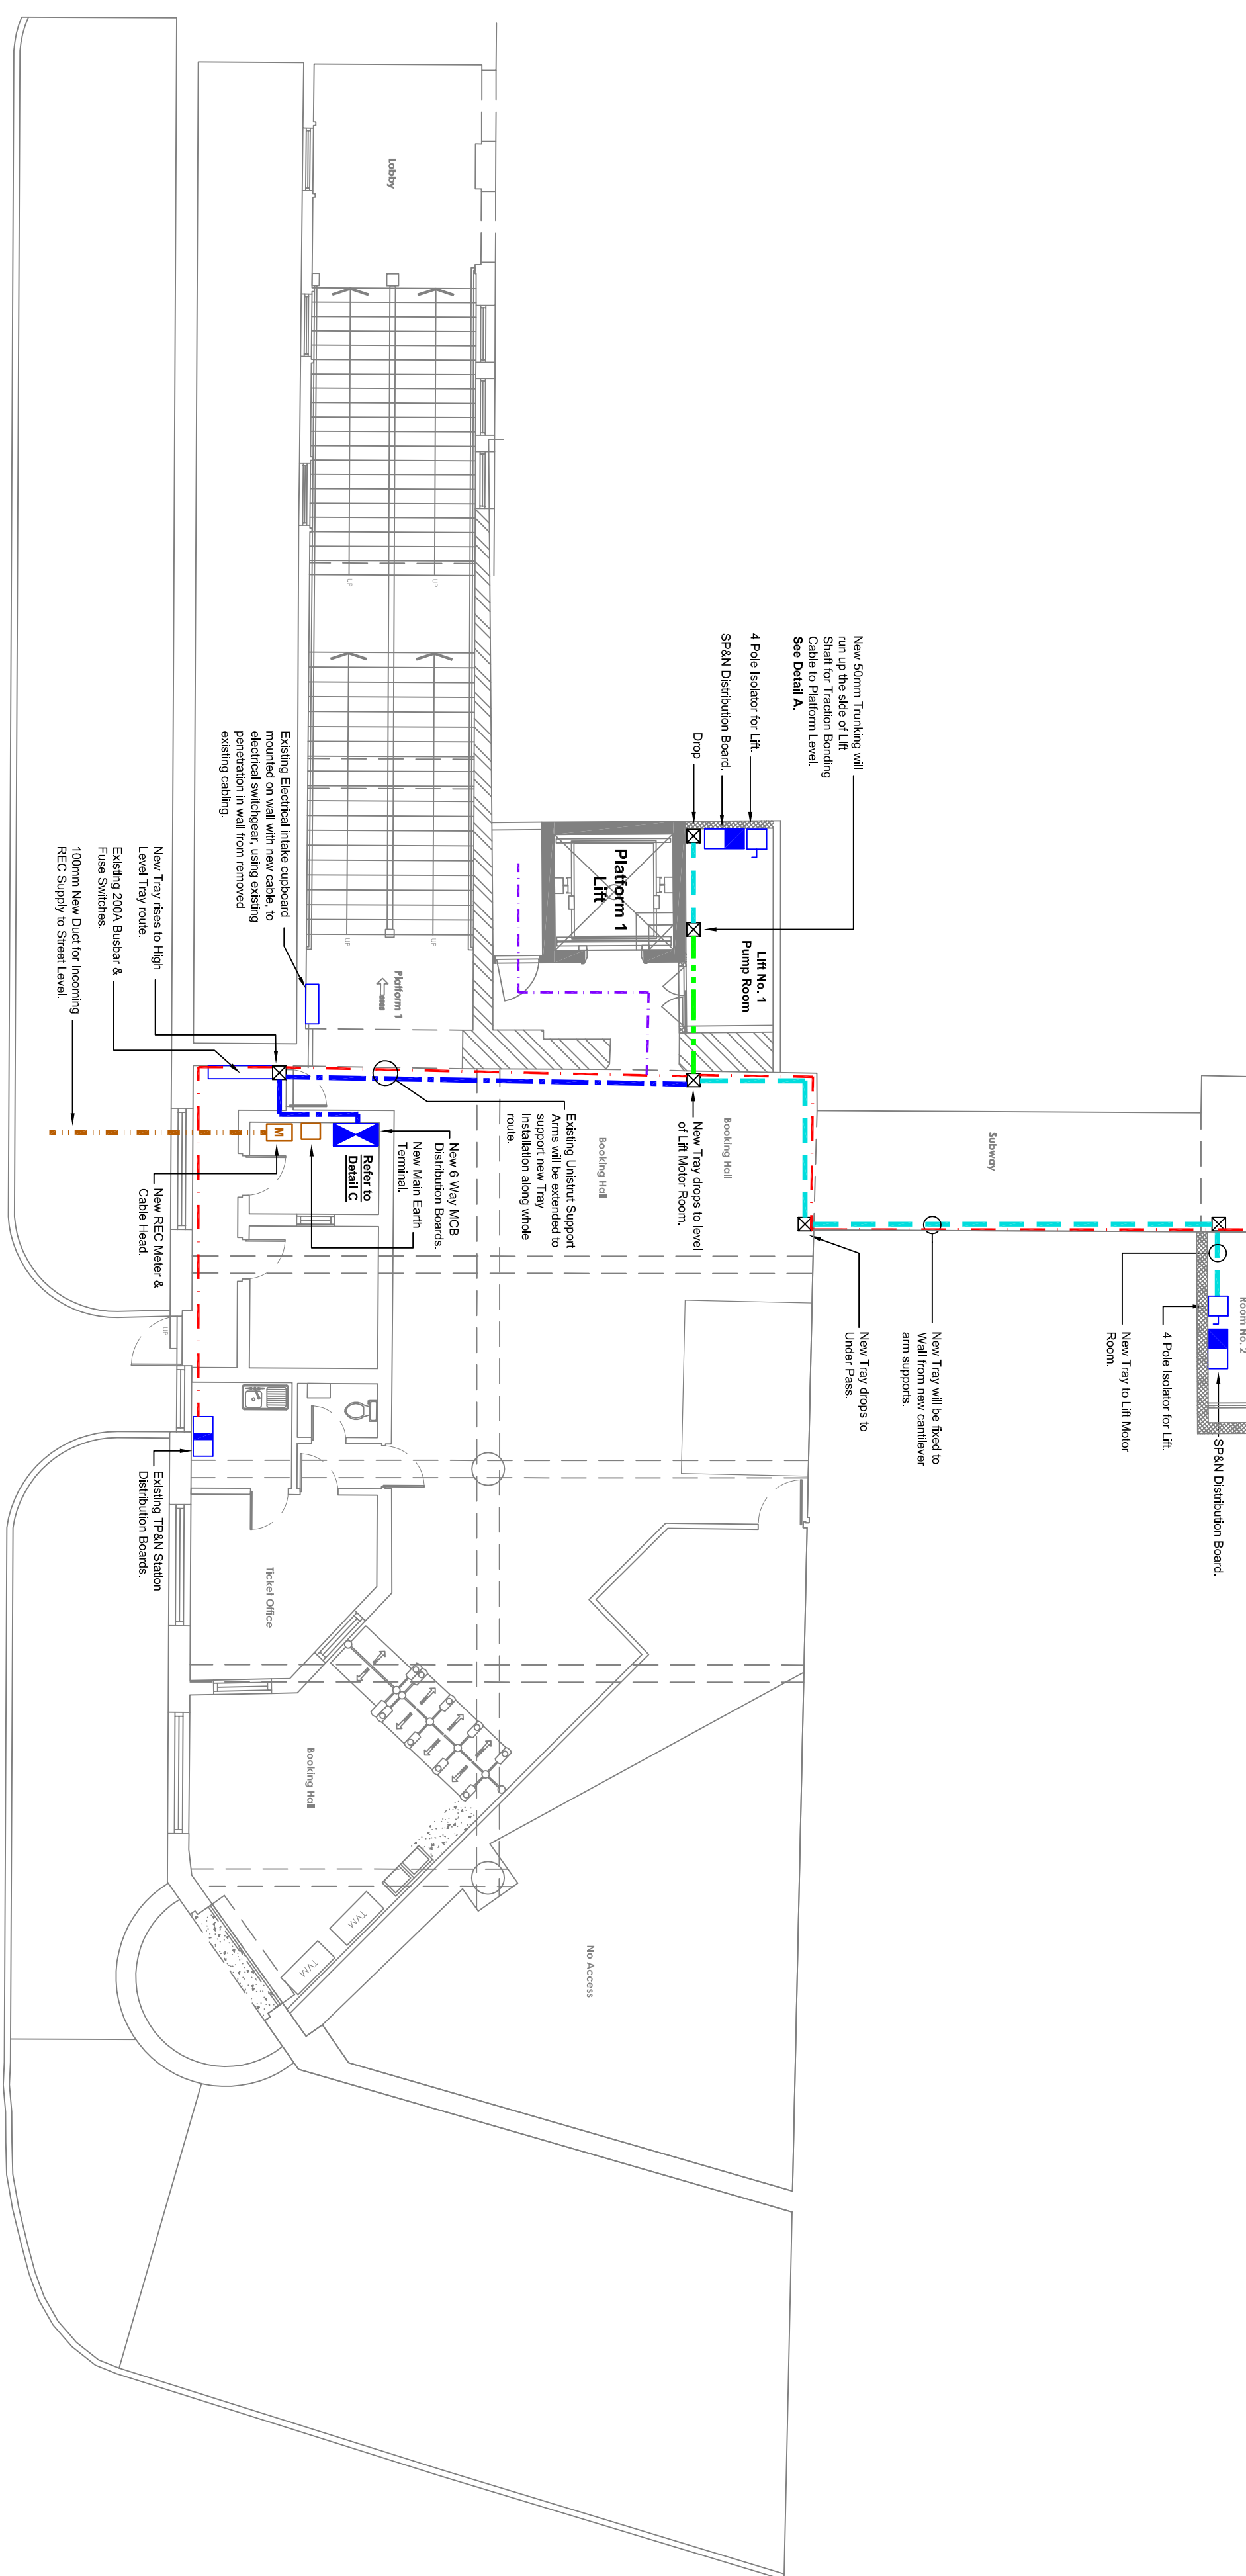 Room No. 2
SP&N Distribution Board.
4 Pole Isolator for Lift.
New Tray to Lift Motor
Room.
Subway
New Tray will be fixed to
Wall from new cantilever
arm supports.
New Tray drops to
Under Pass.
New 50mm Trunking will
run up the side of Lift
Shaft for Traction Bonding
Cable to Platform Level.
See Detail A.
4 Pole Isolator for Lift.
SP&N Distribution Board.
Drop
Lift No. 1
Pump Room
Platform 1
Lift
Booking Hall
New Tray drops to level
of Lift Motor Room.
Booking Hall
No Access
Existing Unistrut Support
Arms will be extended to
support new Tray
Installation along whole
route.
New 6 Way MCB
Distribution Boards.
New Main Earth
Terminal.
Refer to
Detail C
Lobby
UP
UP
UP
UP
Platform 1
Existing Electrical intake cupboard
mounted on wall with new cable, to
electrical switchgear, using existing
penetration in wall from removed
existing cabling.
M
TVM
TVM
Booking Hall
Ticket Office
New Tray rises to High
Level Tray route.
Existing 200A Busbar &
Fuse Switches.
100mm New Duct for Incoming
REC Supply to Street Level.
New REC Meter &
Cable Head.
UP
Existing TP&N Station
Distribution Boards.